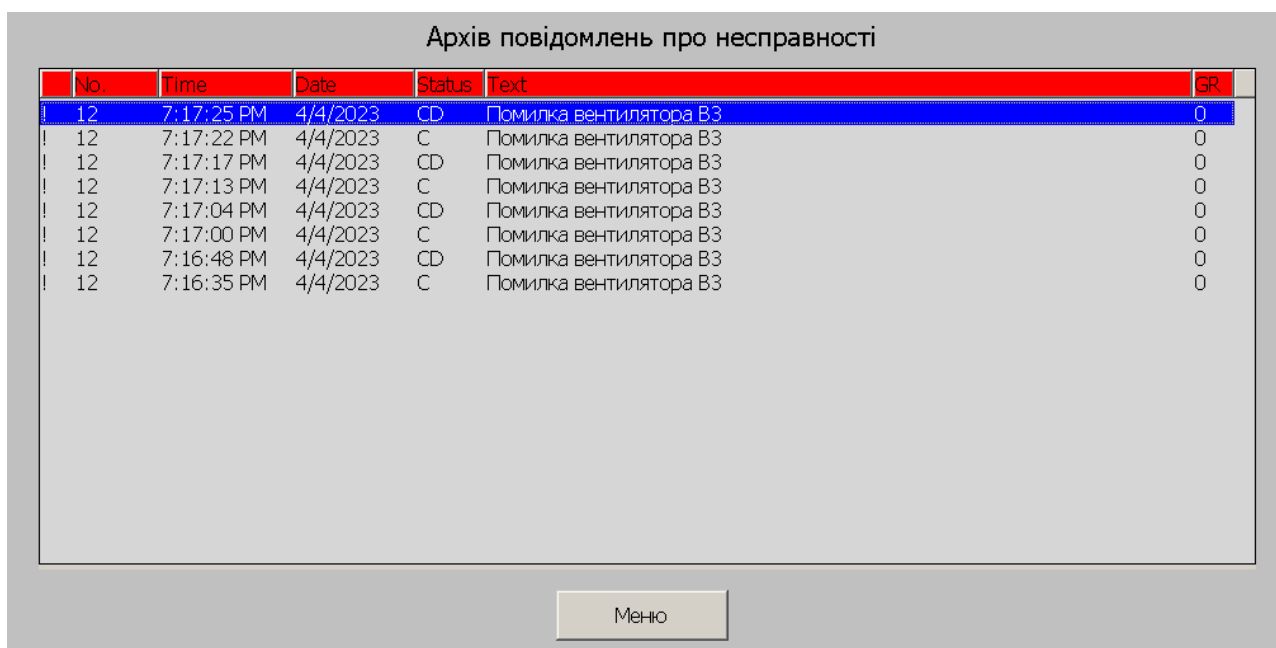 Архів повідомлень про несправності
No. Time Date Status Text GR
! 12 7:17:25 PM 4/4/2023 CD Помилка вентилятора В3 0
! 12 7:17:22 PM 4/4/2023 C Помилка вентилятора В3 0
! 12 7:17:17 PM 4/4/2023 CD Помилка вентилятора В3 0
! 12 7:17:13 PM 4/4/2023 C Помилка вентилятора В3 0
! 12 7:17:04 PM 4/4/2023 CD Помилка вентилятора В3 0
! 12 7:17:00 PM 4/4/2023 C Помилка вентилятора В3 0
! 12 7:16:48 PM 4/4/2023 CD Помилка вентилятора В3 0
! 12 7:16:35 PM 4/4/2023 C Помилка вентилятора В3 0
Меню